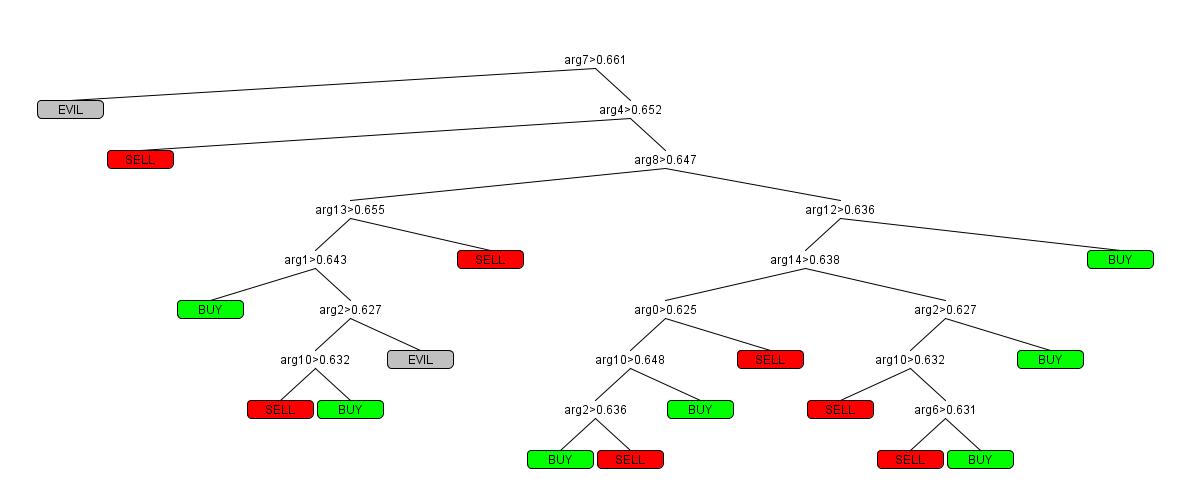 arg7>0.661
EVIL
arg4>0.652
SELL
arg8>0.647
arg13>0.655
arg12>0.636
arg1>0.643
SELL
arg14>0.638
BUY
BUY
arg2>0.627
arg0>0.625
arg2>0.627
arg10>0.632
EVIL
arg10>0.648
SELL
arg10>0.632
BUY
SELL
BUY
arg2>0.636
BUY
SELL
arg6>0.631
BUY
SELL
SELL
BUY